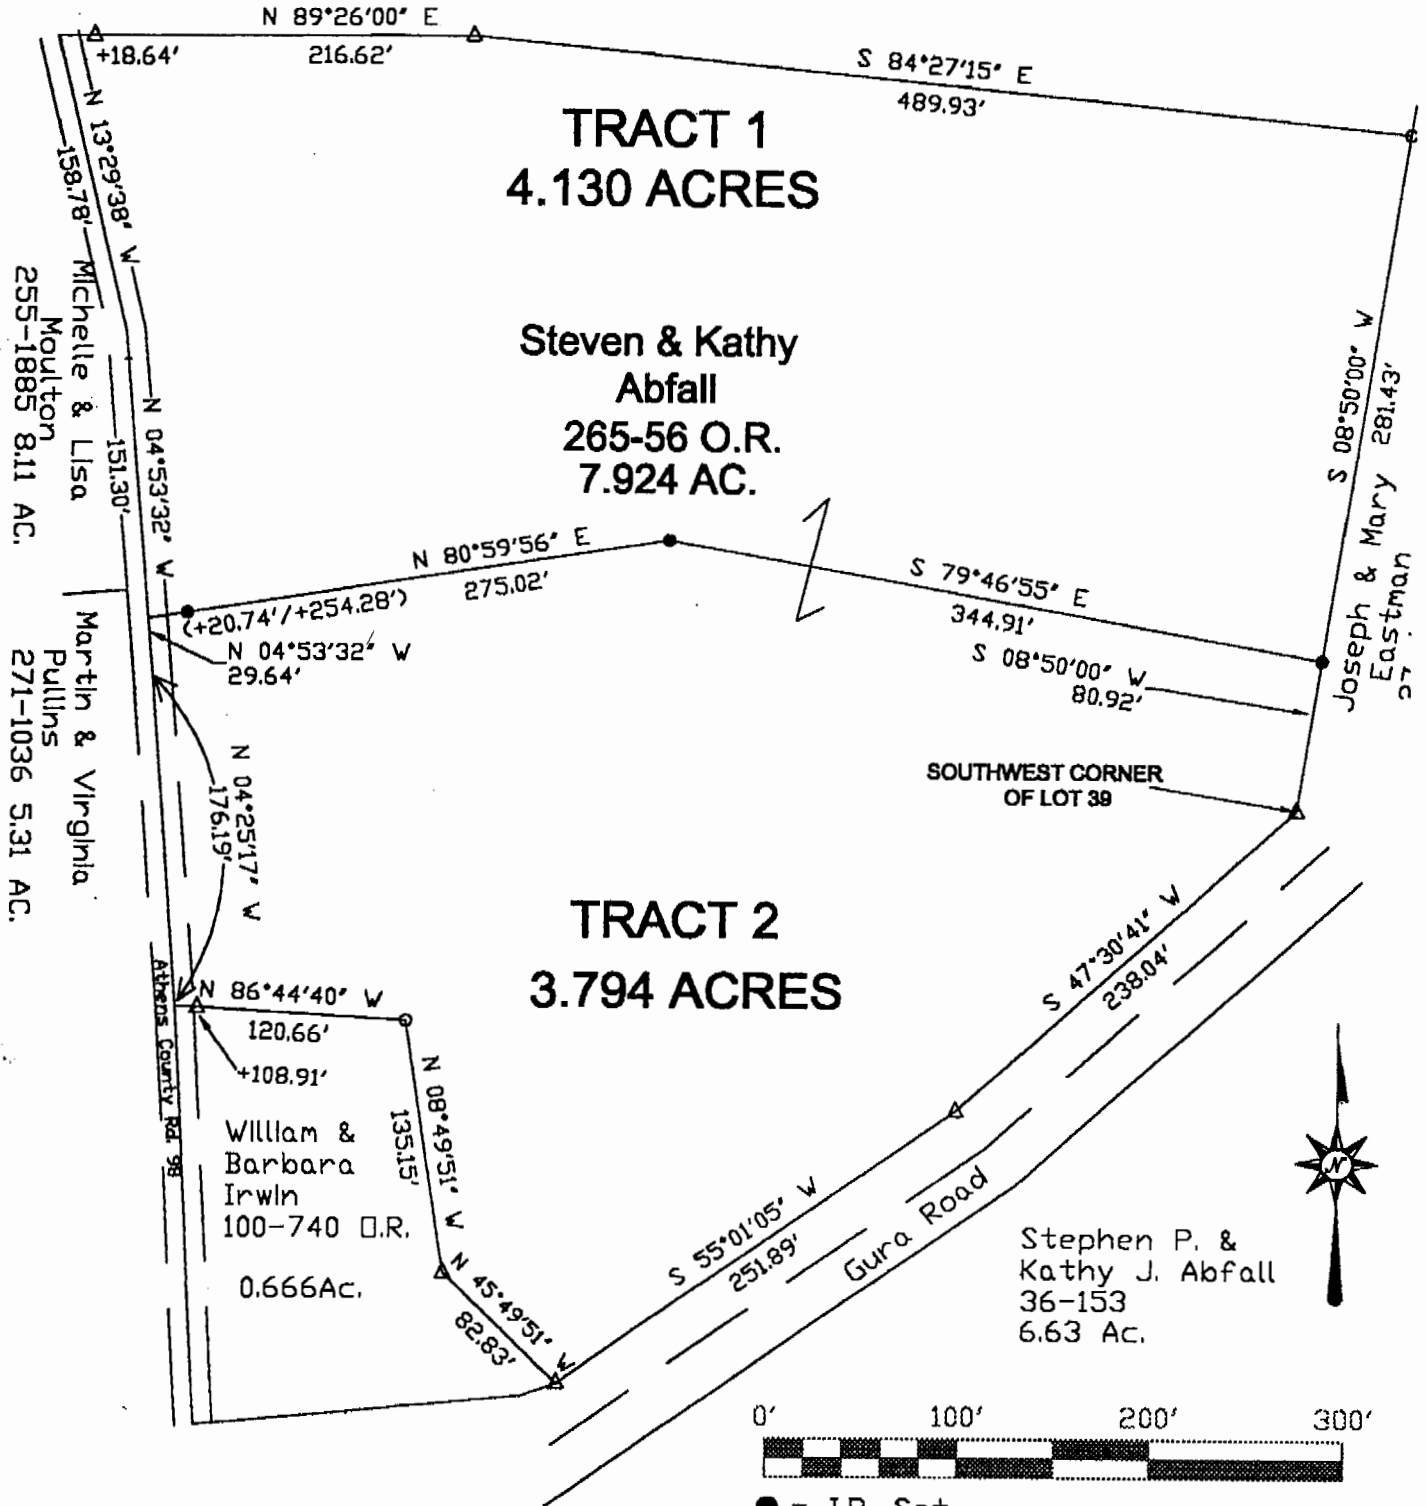 N 89°26'00" E
+18.64'
216.62'
S 84°27'15" E
489.93'
TRACT 1
4.130 ACRES
N 13°29'38" W
158.78'
Michelle & Lisa
Moulton
255-1885 8.11 AC.
Steven & Kathy
Abfall
265-56 O.R.
7.924 AC.
S 08°50'00" W
281.43'
Joseph & Mary
Eastman
N 04°53'32" W
151.30'
N 80°59'56" E
275.02'
(+20.74'/+254.28')
S 79°46'55" E
344.91'
N 04°53'32" W
29.64'
S 08°50'00" W
80.92'
Martin & Virginia
Pullins
271-1036 5.31 AC.
N 04°25'17" W
176.19'
SOUTHWEST CORNER
OF LOT 39
TRACT 2
3.794 ACRES
S 47°30'41" W
238.04'
Athens County Rd. 98
N 86°44'40" W
120.66'
+108.91'
N 08°49'51" W
135.15'
William &
Barbara
Irwin
100-740 O.R.
0.666Ac.
N 45°49'51" W
82.83'
S 55°01'05" W
251.89'
Gura Road
N
Stephen P. &
Kathy J. Abfall
36-153
6.63 Ac.
0' 100' 200' 300'
= I.P. Set